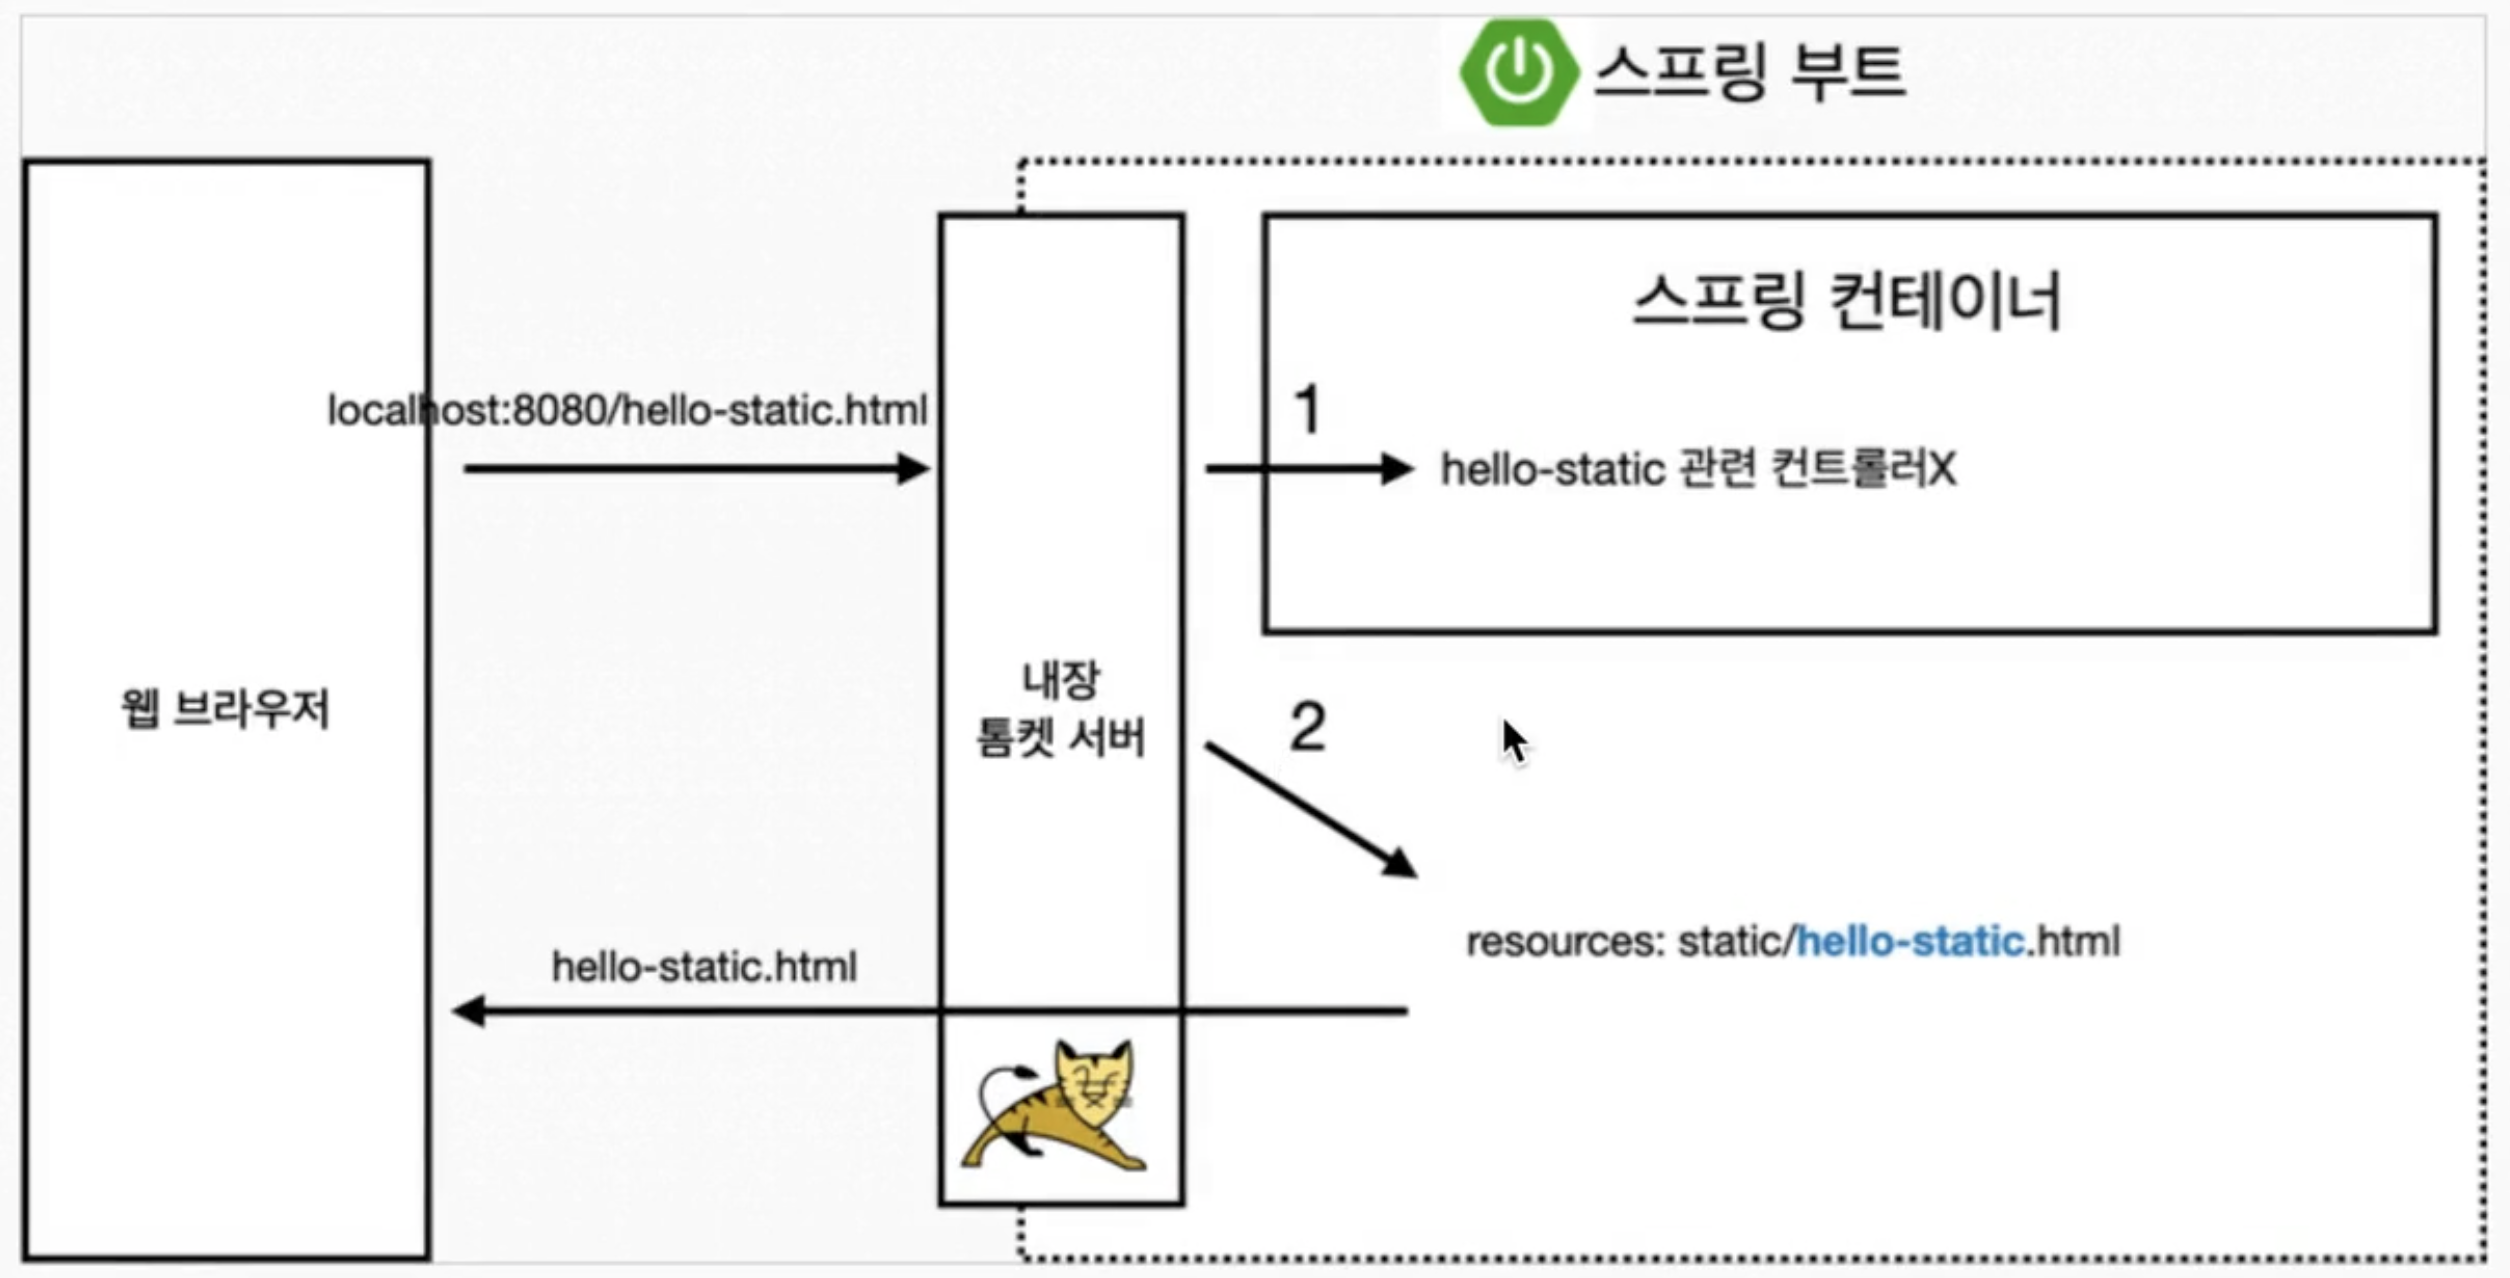 스프링 부트
스프링 컨테이너
localhost:8080/hello-static.html
1
hello-static 관련 컨트롤러X
웹 브라우저
내장
톰켓 서버
2
resources: static/hello-static.html
hello-static.html